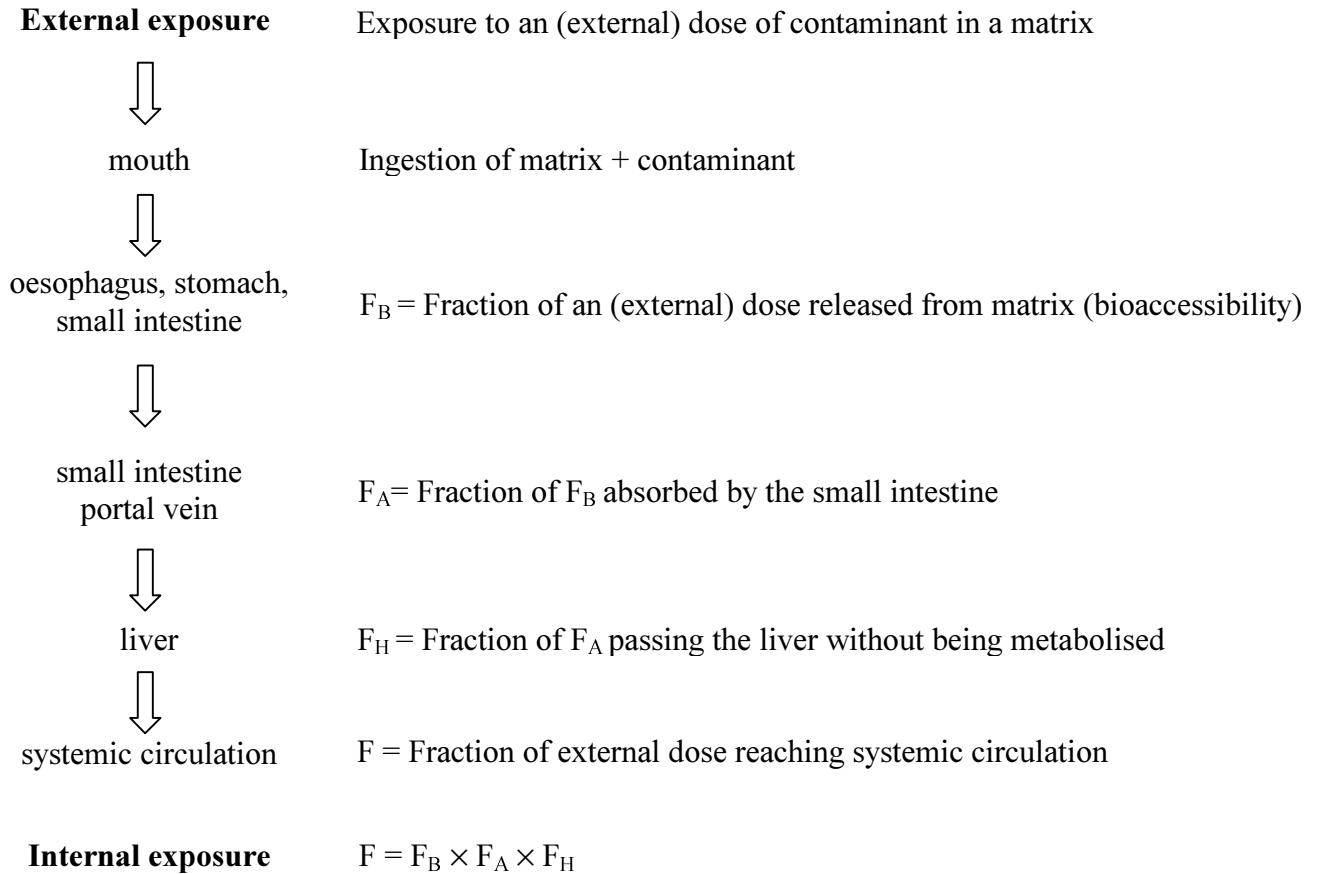 External exposure Exposure to an (external) dose of contaminant in a matrix
mouth Ingestion of matrix + contaminant
oesophagus, stomach,
small intestine
F_B = Fraction of an (external) dose released from matrix (bioaccessibility)
small intestine
portal vein
F_A= Fraction of F_B absorbed by the small intestine
liver F_H = Fraction of F_A passing the liver without being metabolised
systemic circulation F = Fraction of external dose reaching systemic circulation
Internal exposure F = F_B × F_A × F_H